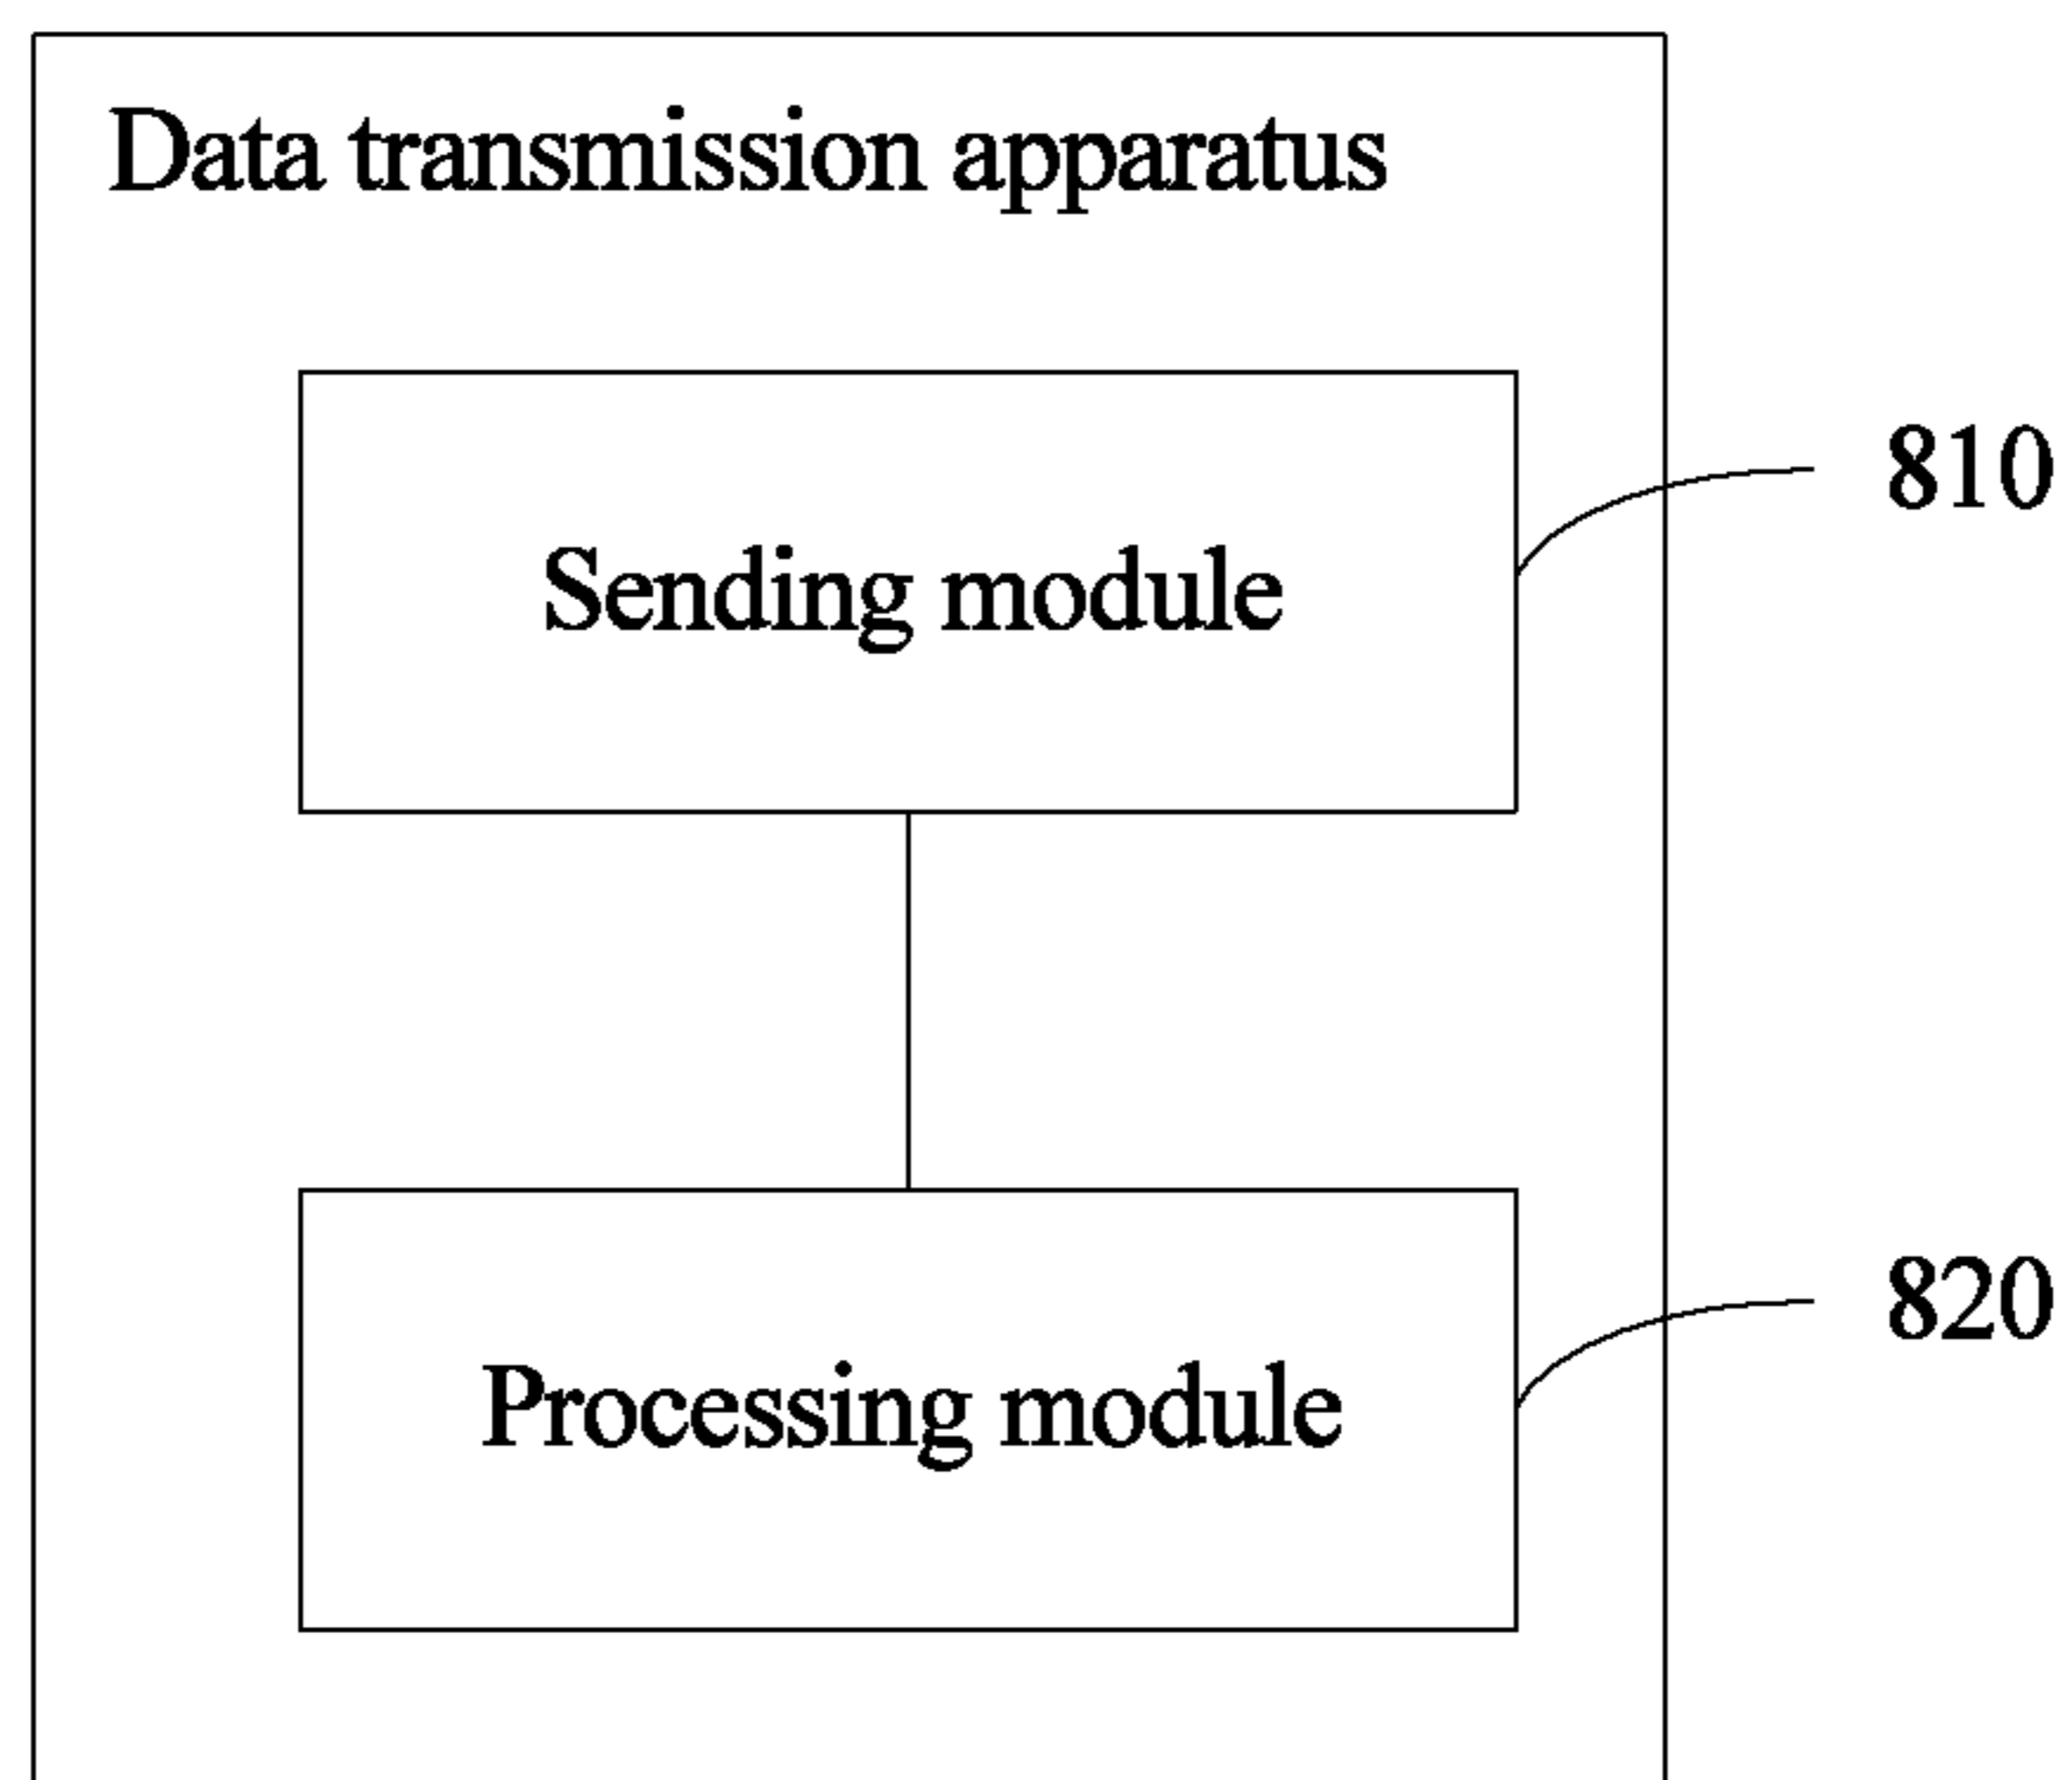 Data transmission apparatus
810
Sending module
820
Processing module